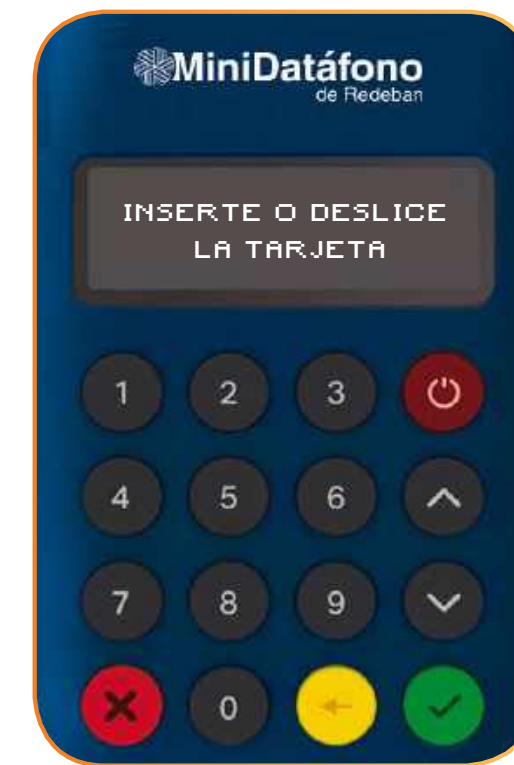 MiniDatáfono
de Redeban
INSERTE O DESLICE
LA TARJETA
1 2 3
4 5 6
7 8 9
0